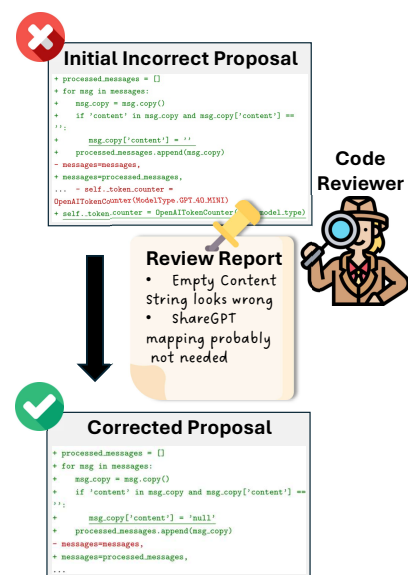 Initial Incorrect Proposal
+ processed_messages = []
+ for msg in messages:
+ msg_copy = msg.copy()
+ if 'content' in msg_copy and msg_copy['content'] ==
'':
+ msg_copy['content'] = ''
+ processed_messages.append(msg_copy)
- messages=messages,
+ messages=processed_messages,
... - self._token_counter =
OpenAITokenCounter(ModelType.GPT_4O_MINI)
+ self._token_counter = OpenAITokenCounter( model_type)
Code
Reviewer
Review Report
• Empty Content
String looks wrong
• ShareGPT
mapping probably
not needed
Corrected Proposal
+ processed_messages = []
+ for msg in messages:
+ msg_copy = msg.copy()
+ if 'content' in msg_copy and msg_copy['content'] ==
'':
+ msg_copy['content'] = 'null'
+ processed_messages.append(msg_copy)
- messages=messages,
+ messages=processed_messages,
...